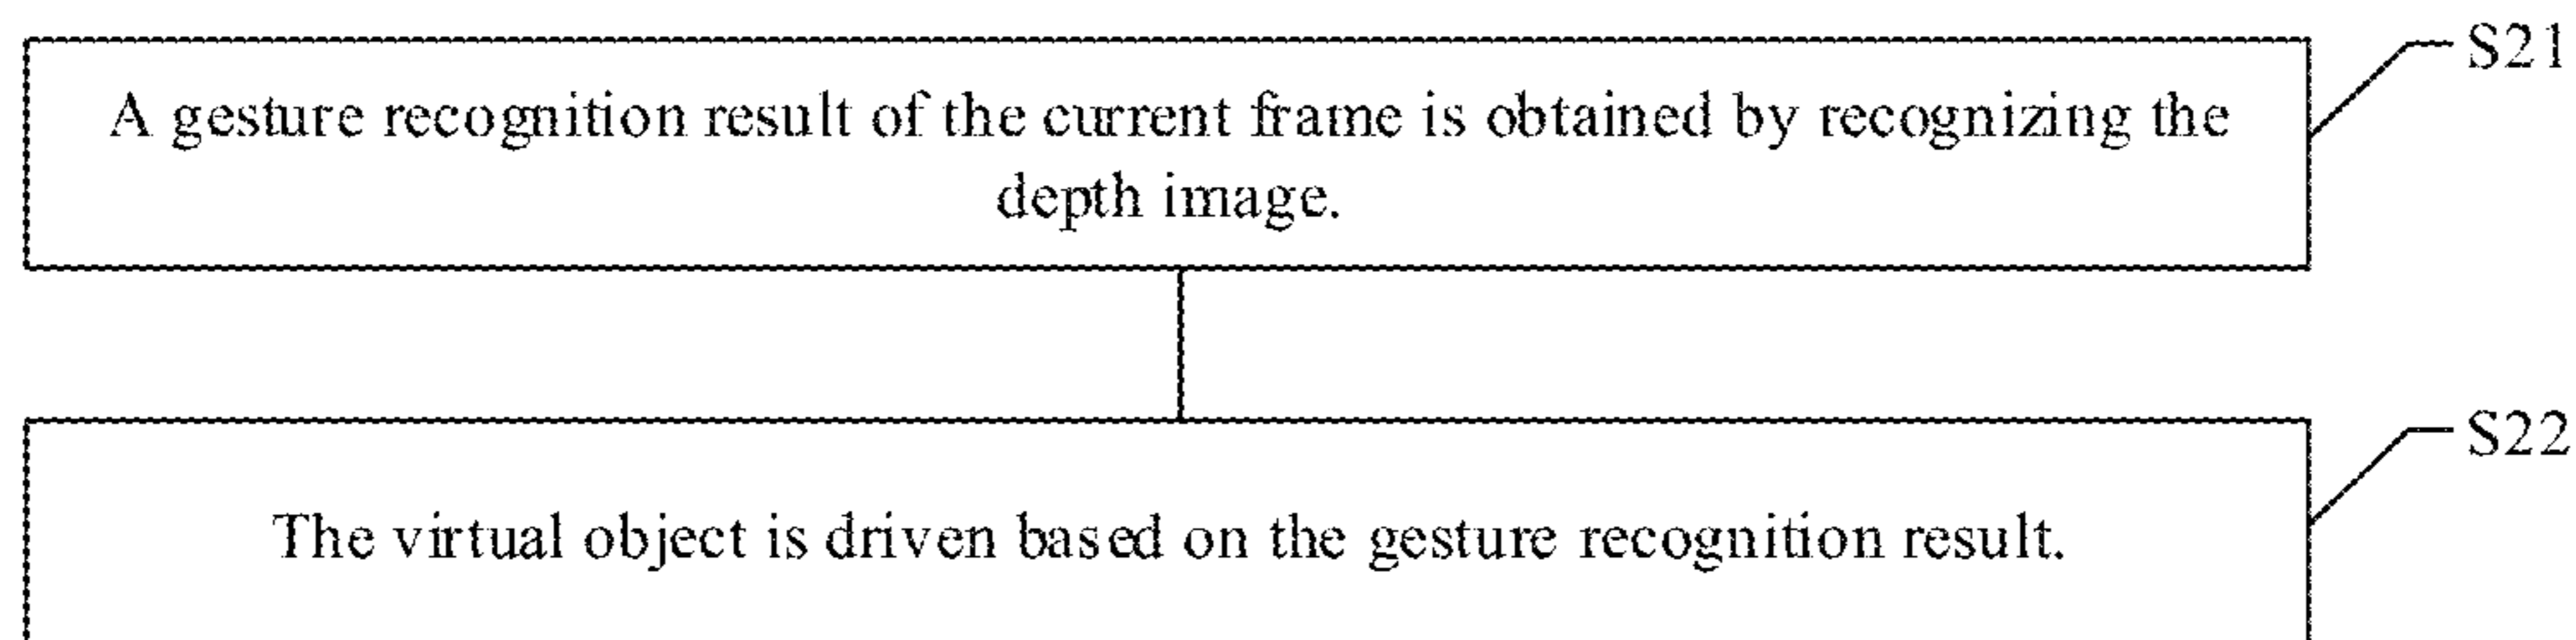 S21
A gesture recognition result of the current frame is obtained by recognizing the
depth image.
S22
The virtual object is driven based on the gesture recognition result.